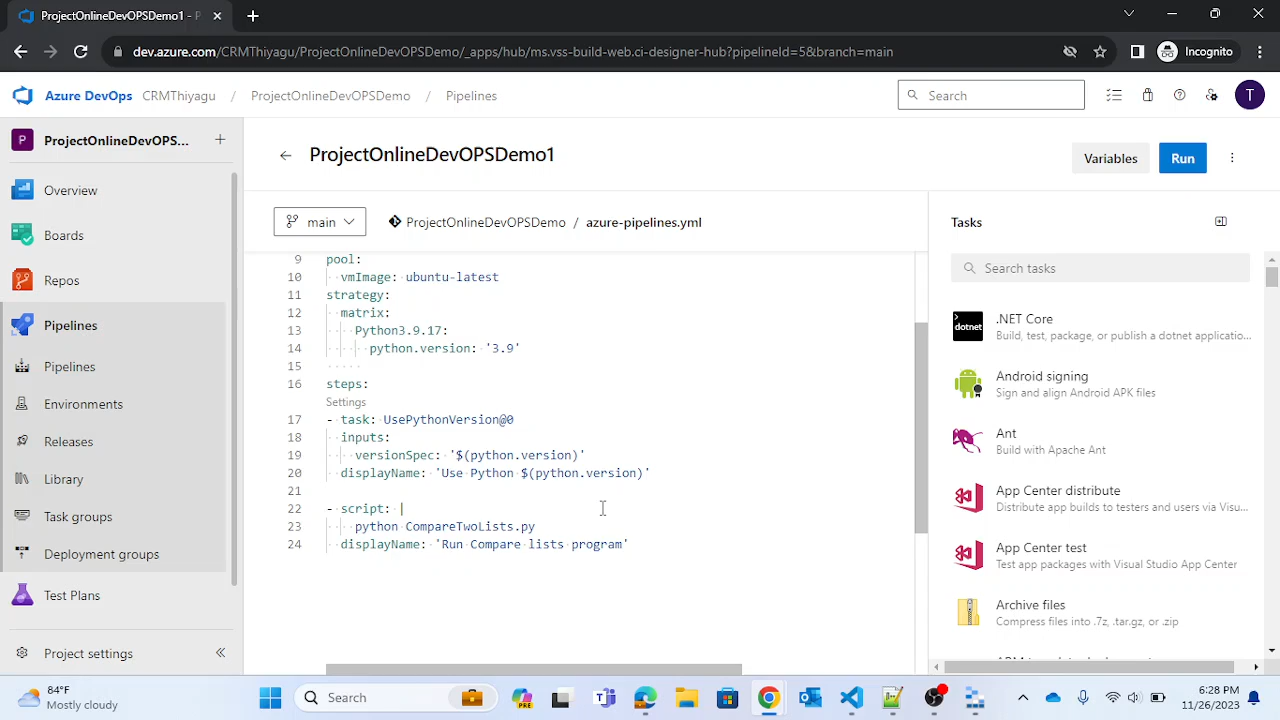 ProjectOnlineDevOPSDemo1 - P
dev.azure.com/CRMThiyagu/ProjectOnlineDevOPSDemo/_apps/hub/ms.vss-build-web.ci-designer-hub?pipelineId=5&branch=main
Incognito
Azure DevOps CRMThiyagu / ProjectOnlineDevOPSDemo / Pipelines
Search
T
P ProjectOnlineDevOPS...
Overview
Boards
Repos
Pipelines
Pipelines
Environments
Releases
Library
Task groups
Deployment groups
Test Plans
Project settings
ProjectOnlineDevOPSDemo1
Variables
Run
main
ProjectOnlineDevOPSDemo / azure-pipelines.yml
9 pool:
10 vmImage: ubuntu-latest
11 strategy:
12 matrix:
13 Python3.9.17:
14 python.version: '3.9'
15
16 steps:
Settings
17 - task: UsePythonVersion@0
18 inputs:
19 versionSpec: '$(python.version)'
20 displayName: 'Use Python $(python.version)'
21
22 - script: |
23 python CompareTwoLists.py
24 displayName: 'Run Compare lists program'
Tasks
Search tasks
dotnet
.NET Core
Build, test, package, or publish a dotnet applicatio...
Android signing
Sign and align Android APK files
Ant
Build with Apache Ant
App Center distribute
Distribute app builds to testers and users via Visu...
App Center test
Test app packages with Visual Studio App Center
Archive files
Compress files into .7z, .tar.gz, or .zip
84°F
Mostly cloudy
Search
PRE
6:28 PM
11/26/2023